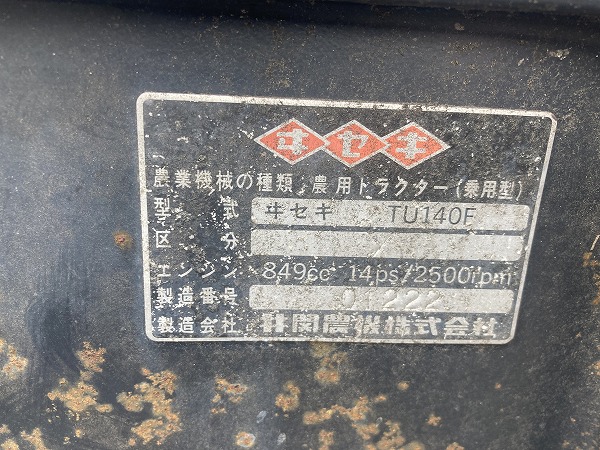 ヰセキ
農業機械の種類 農用トラクター(乗用型)
型式 ヰセキ TU140F
区分
エンジン 849cc 14ps/2500rpm
製造番号 01222
製造会社 井関農機株式会社